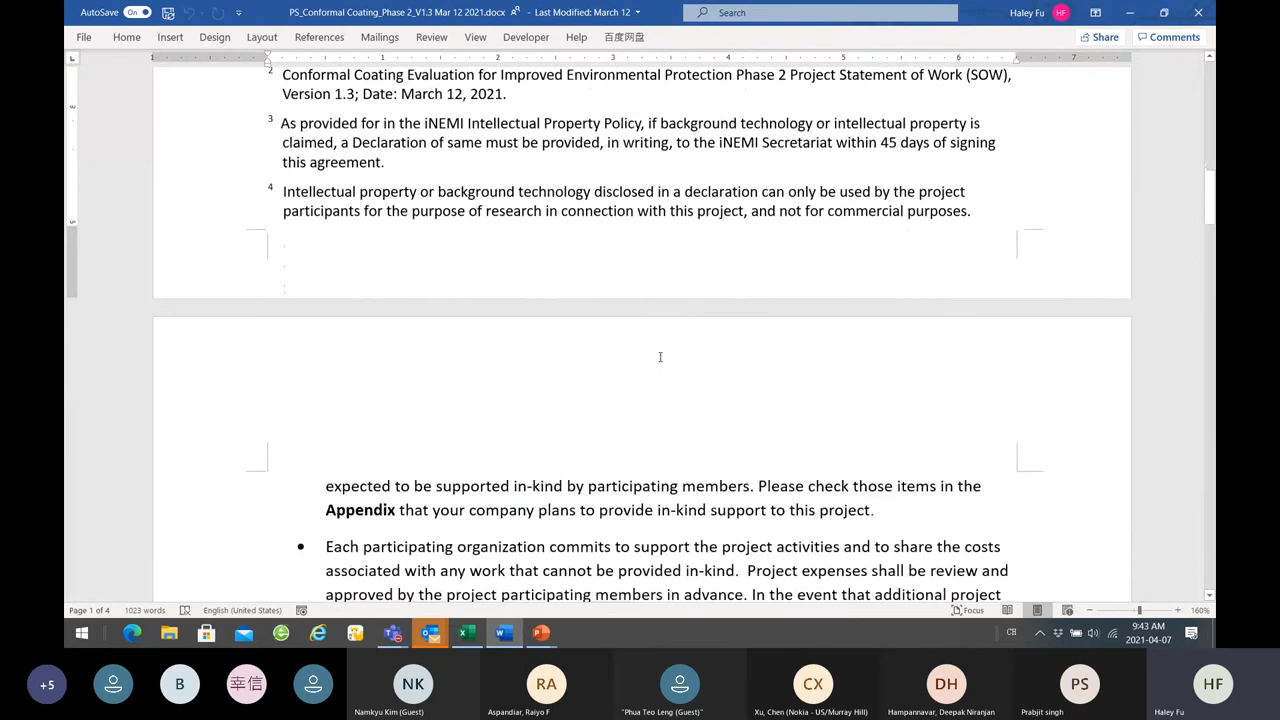 AutoSave On PS_Conformal Coating_Phase 2_V1.3 Mar 12 2021.docx - Last Modified: March 12 Search Haley Fu HF
File Home Insert Design Layout References Mailings Review View Developer Help 百度网盘 Share Comments
1 1 2 3 4 5 6 7
2 Conformal Coating Evaluation for Improved Environmental Protection Phase 2 Project Statement of Work (SOW),
Version 1.3; Date: March 12, 2021.
3 As provided for in the iNEMI Intellectual Property Policy, if background technology or intellectual property is
claimed, a Declaration of same must be provided, in writing, to the iNEMI Secretariat within 45 days of signing
this agreement.
4 Intellectual property or background technology disclosed in a declaration can only be used by the project
participants for the purpose of research in connection with this project, and not for commercial purposes.
expected to be supported in-kind by participating members. Please check those items in the
Appendix that your company plans to provide in-kind support to this project.
• Each participating organization commits to support the project activities and to share the costs
associated with any work that cannot be provided in-kind. Project expenses shall be review and
approved by the project participating members in advance. In the event that additional project
Page 1 of 4 1023 words English (United States) Focus 160%
CH 9:43 AM
2021-04-07
+5 B 幸信 NK RA CX DH PS HF
Namkyu Kim (Guest) Aspandiar, Raiyo F "Phua Teo Leng (Guest)" Xu, Chen (Nokia - US/Murray Hill) Hampannavar, Deepak Niranjan Prabjit singh Haley Fu